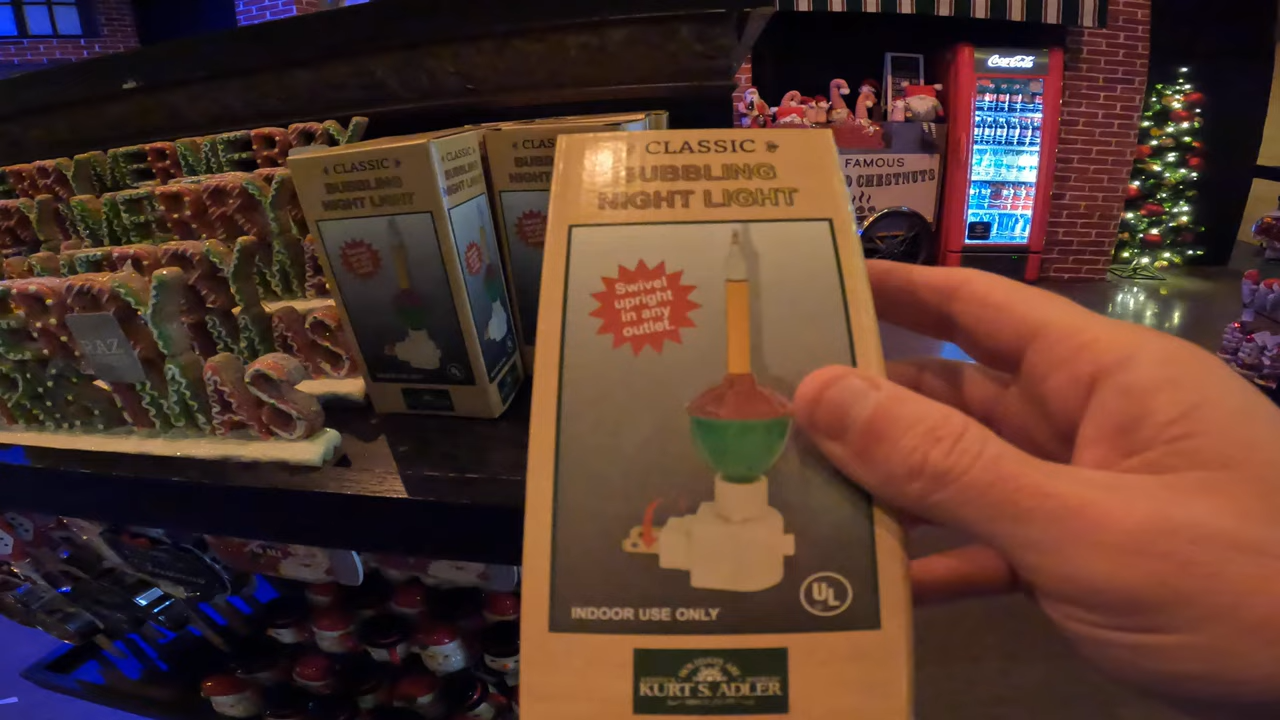 CLASSIC
BUBBLING
NIGHT LIGHT
Swivel
upright
in any
outlet.
UL
INDOOR USE ONLY
KURT S. ADLER
CLASSIC
BUBBLING
NIGHT LIGHT
RAZ
Coca-Cola
FAMOUS
CHESTNUTS